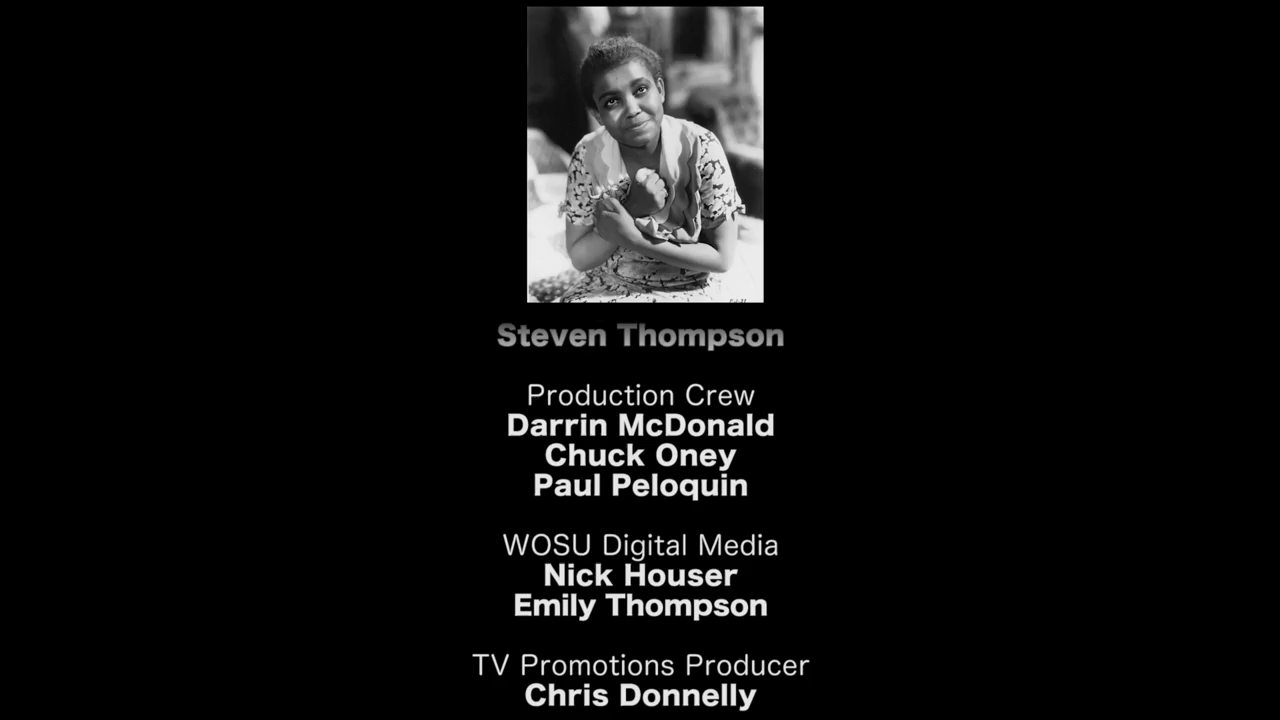 Steven Thompson
Production Crew
Darrin McDonald
Chuck Oney
Paul Peloquin
WOSU Digital Media
Nick Houser
Emily Thompson
TV Promotions Producer
Chris Donnelly